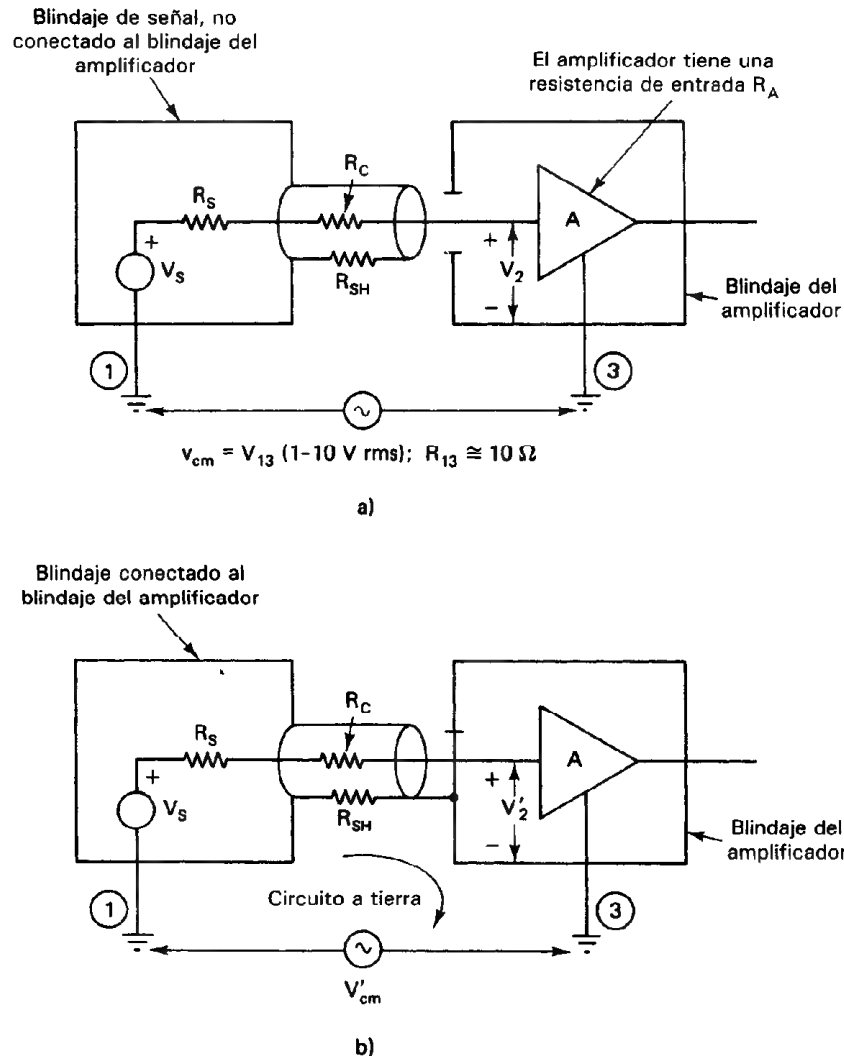 Blindaje de señal, no
conectado al blindaje del
amplificador
El amplificador tiene una
resistencia de entrada R_A
R_C
R_S
A
+
+
V_S
R_SH
V_2
−
Blindaje del
amplificador
1
3
~
v_cm = V_13 (1-10 V rms); R_13 ≅ 10 Ω
a)
Blindaje conectado al
blindaje del amplificador
R_C
R_S
A
+
+
V_S
R_SH
V'_2
−
Blindaje del
amplificador
Circuito a tierra
1
3
~
V'_cm
b)